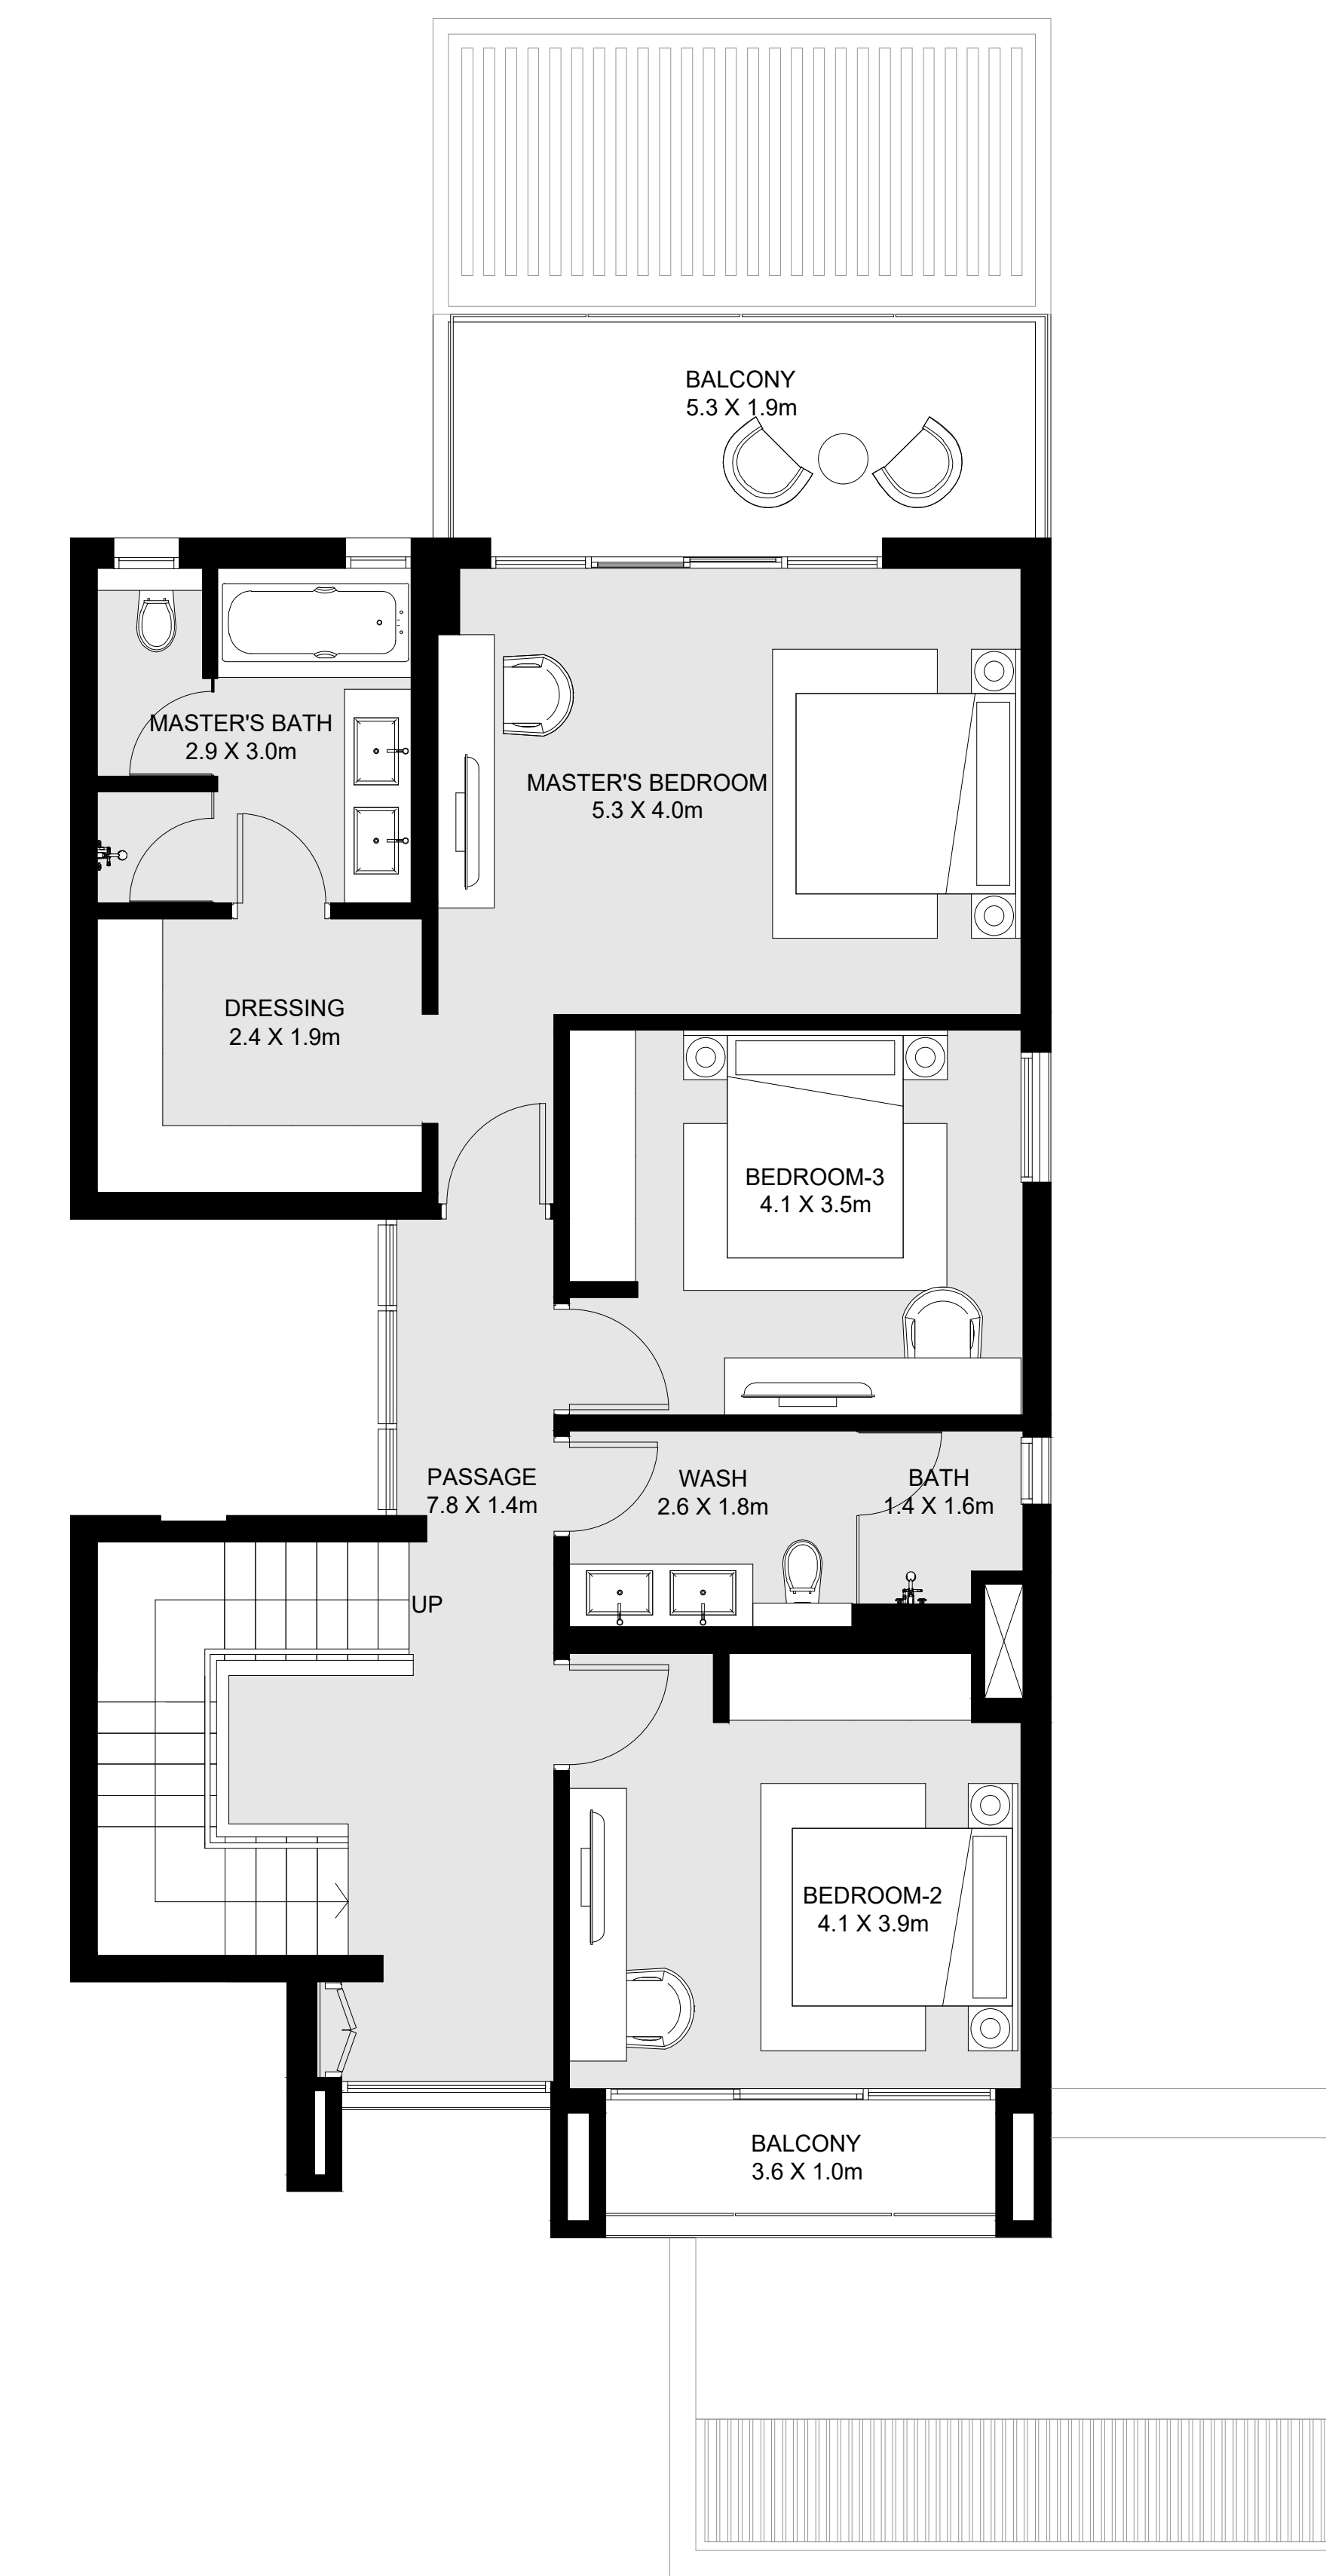 BALCONY
5.3 X 1.9m
MASTER'S BATH
2.9 X 3.0m
MASTER'S BEDROOM
5.3 X 4.0m
DRESSING
2.4 X 1.9m
BEDROOM-3
4.1 X 3.5m
PASSAGE
7.8 X 1.4m
WASH
2.6 X 1.8m
BATH
1.4 X 1.6m
UP
BEDROOM-2
4.1 X 3.9m
BALCONY
3.6 X 1.0m